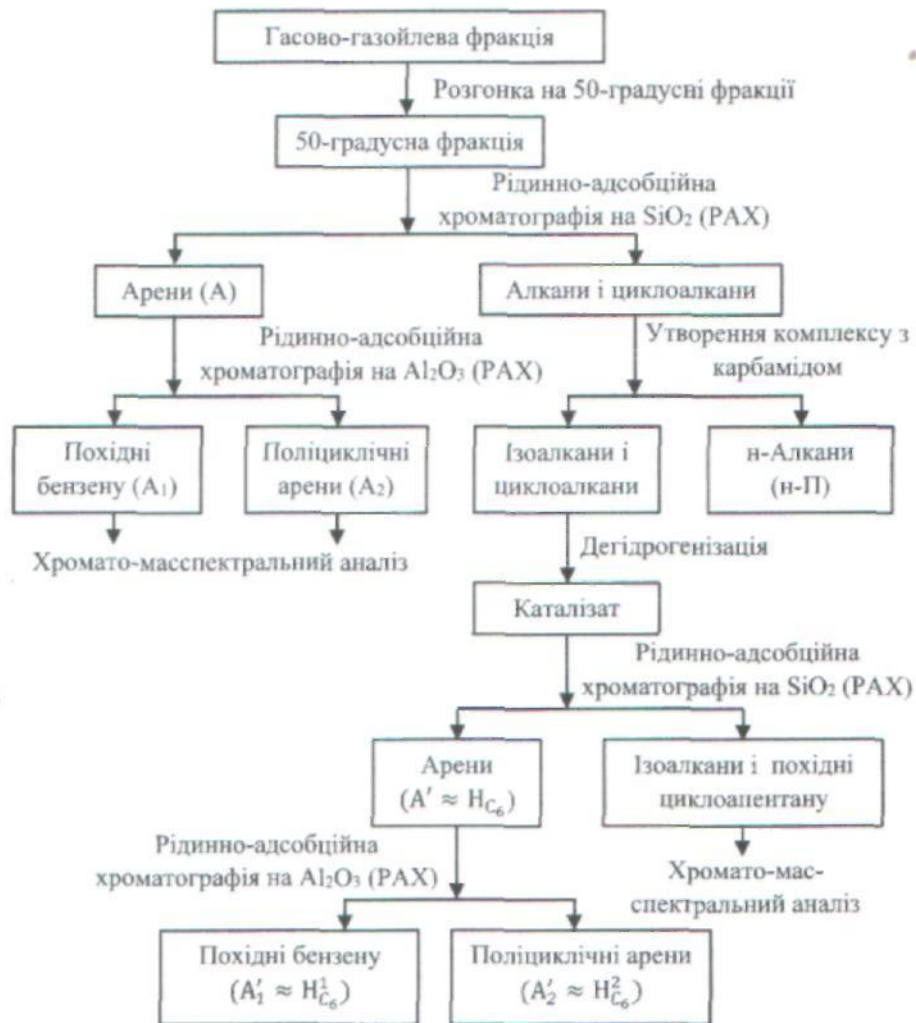 Гасово-газойлева фракція
Розгонка на 50-градусні фракції
50-градусна фракція
Рідинно-адсобційна
хроматографія на SiO₂ (РАХ)
Арени (А)
Алкани і циклоалкани
Рідинно-адсобційна
хроматографія на Al₂O₃ (РАХ)
Утворення комплексу з
карбамідом
Похідні
бензену (А₁)
Поліциклічні
арени (А₂)
Ізоалкани і
циклоалкани
н-Алкани
(н-П)
Хромато-масспектральний аналіз
Дегідрогенізація
Каталізат
Рідинно-адсобційна
хроматографія на SiO₂ (РАХ)
Арени
(A′ ≈ H_C₆)
Ізоалкани і похідні
циклоапентану
Рідинно-адсобційна
хроматографія на Al₂O₃ (РАХ)
Хромато-мас-
спектральний аналіз
Похідні бензену
(A′₁ ≈ H¹_C₆)
Поліциклічні арени
(A′₂ ≈ H²_C₆)